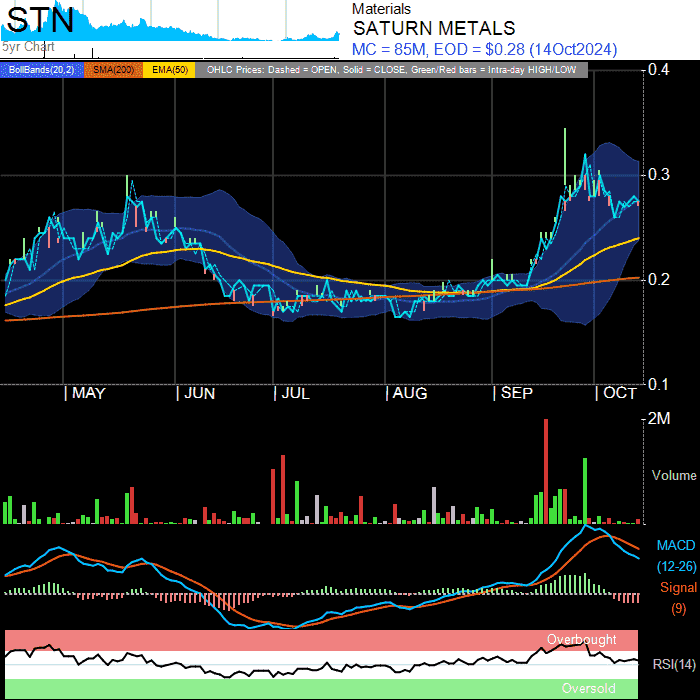 STN
5yr Chart
Materials
SATURN METALS
MC = 85M, EOD = $0.28 (14Oct2024)
BollBands(20,2) SMA(200) EMA(50) OHLC Prices: Dashed = OPEN, Solid = CLOSE, Green/Red bars = Intra-day HIGH/LOW
0.4
0.3
0.2
0.1
| MAY | JUN | JUL | AUG | SEP | OCT
2M
Volume
MACD
(12-26)
Signal
(9)
Overbought
RSI(14)
Oversold